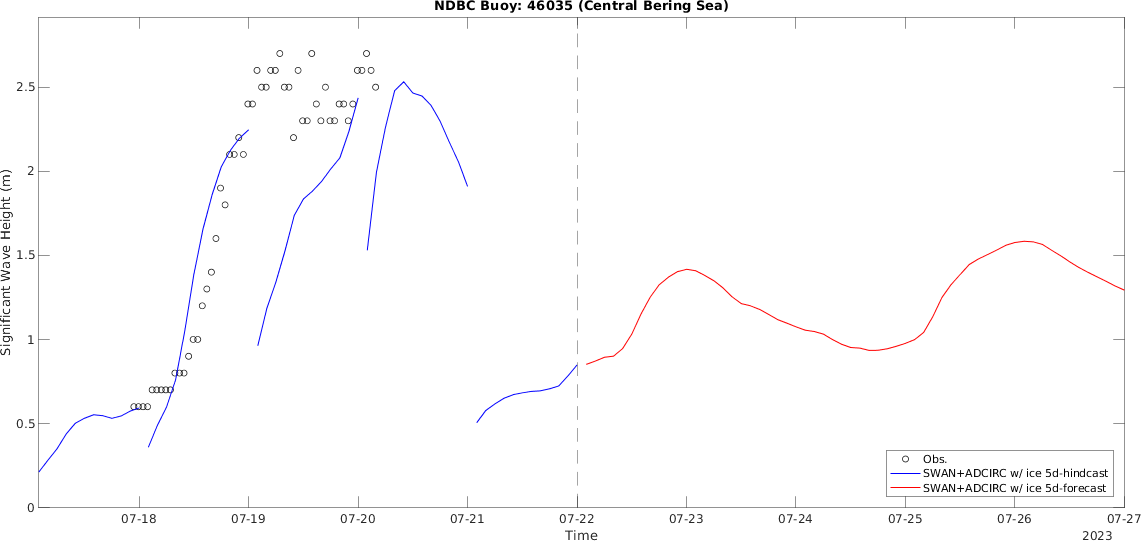 NDBC Buoy: 46035 (Central Bering Sea)
Significant Wave Height (m)
2.5
2
1.5
1
0.5
0
07-18
07-19
07-20
07-21
07-22
07-23
07-24
07-25
07-26
07-27
Time
2023
Obs.
SWAN+ADCIRC w/ ice 5d-hindcast
SWAN+ADCIRC w/ ice 5d-forecast